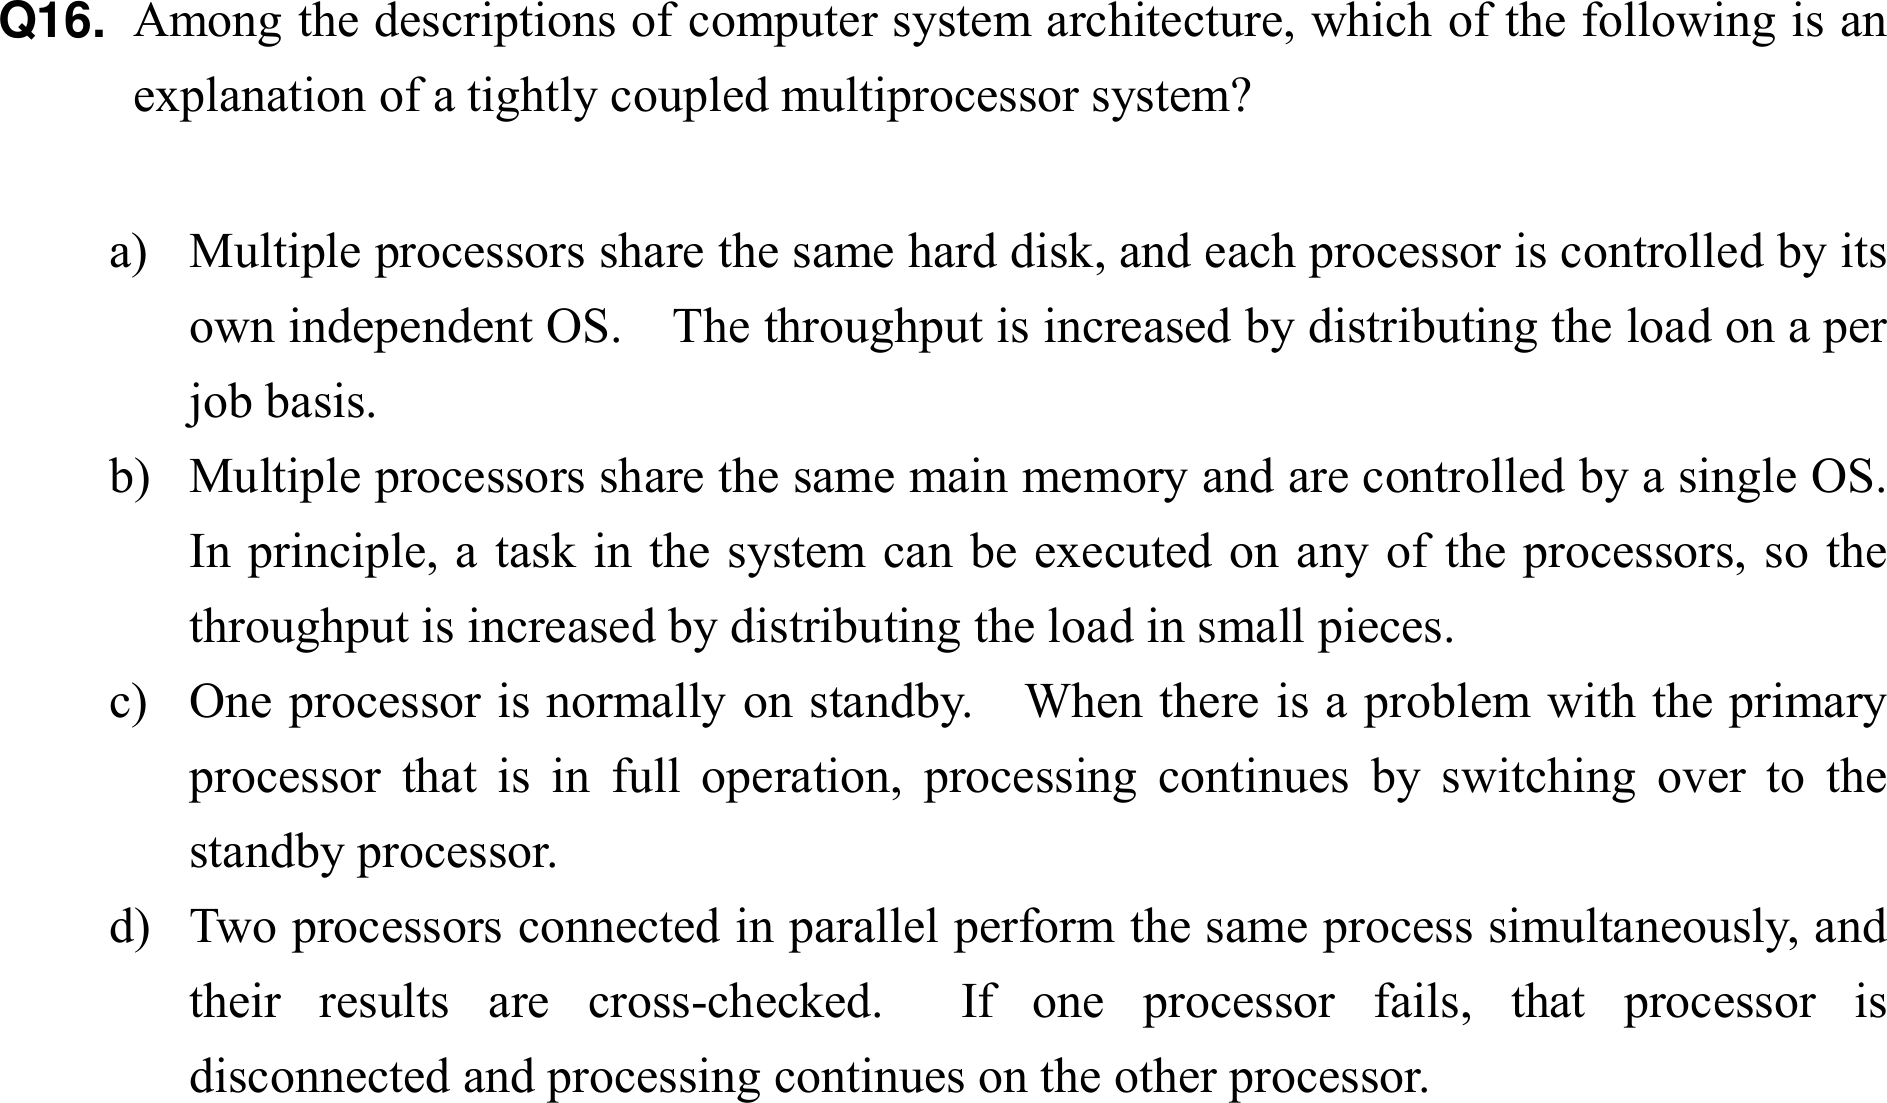 Q16. Among the descriptions of computer system architecture, which of the following is an
explanation of a tightly coupled multiprocessor system?
a) Multiple processors share the same hard disk, and each processor is controlled by its
own independent OS. The throughput is increased by distributing the load on a per
job basis.
b) Multiple processors share the same main memory and are controlled by a single OS.
In principle, a task in the system can be executed on any of the processors, so the
throughput is increased by distributing the load in small pieces.
c) One processor is normally on standby. When there is a problem with the primary
processor that is in full operation, processing continues by switching over to the
standby processor.
d) Two processors connected in parallel perform the same process simultaneously, and
their results are cross-checked. If one processor fails, that processor is
disconnected and processing continues on the other processor.